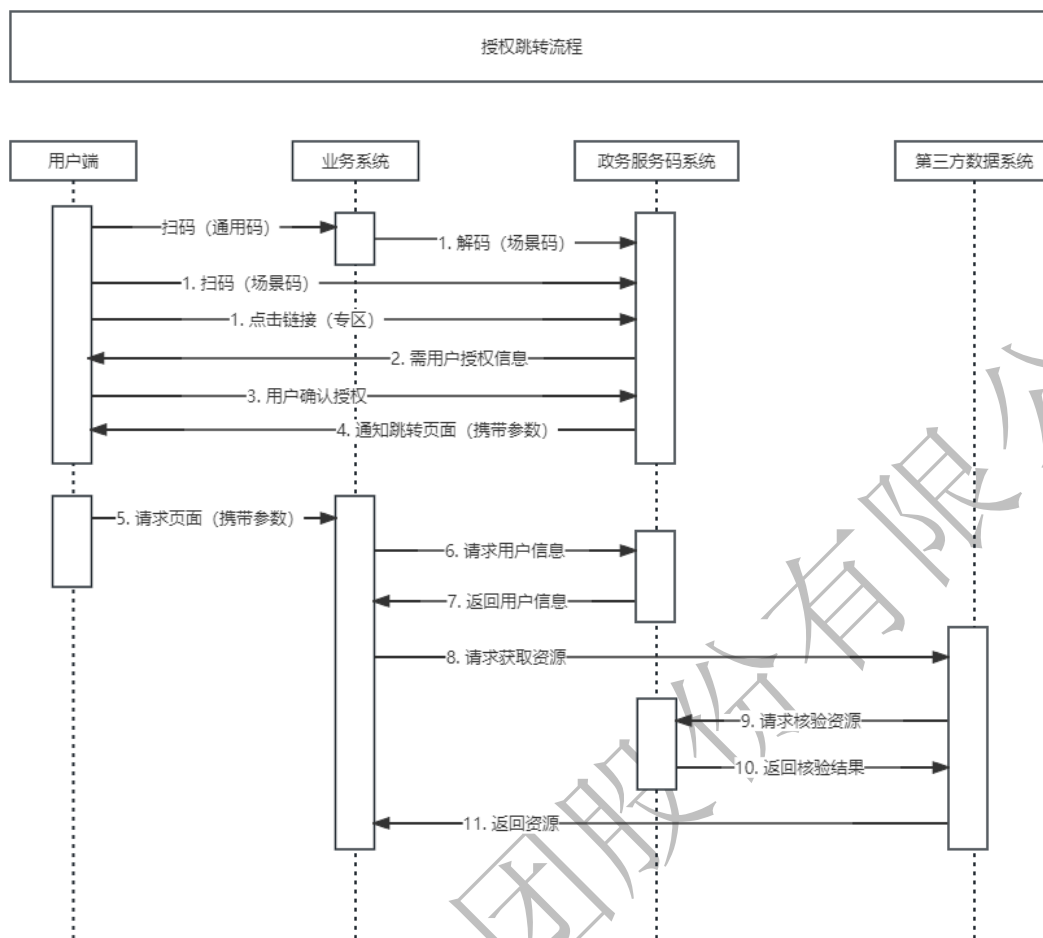 授权跳转流程
用户端
业务系统
政务服务码系统
第三方数据系统
扫码（通用码）
1. 解码（场景码）
1. 扫码（场景码）
1. 点击链接（专区）
2. 需用户授权信息
3. 用户确认授权
4. 通知跳转页面（携带参数）
5. 请求页面（携带参数）
6. 请求用户信息
7. 返回用户信息
8. 请求获取资源
9. 请求核验资源
10. 返回核验结果
11. 返回资源
团股份有限公